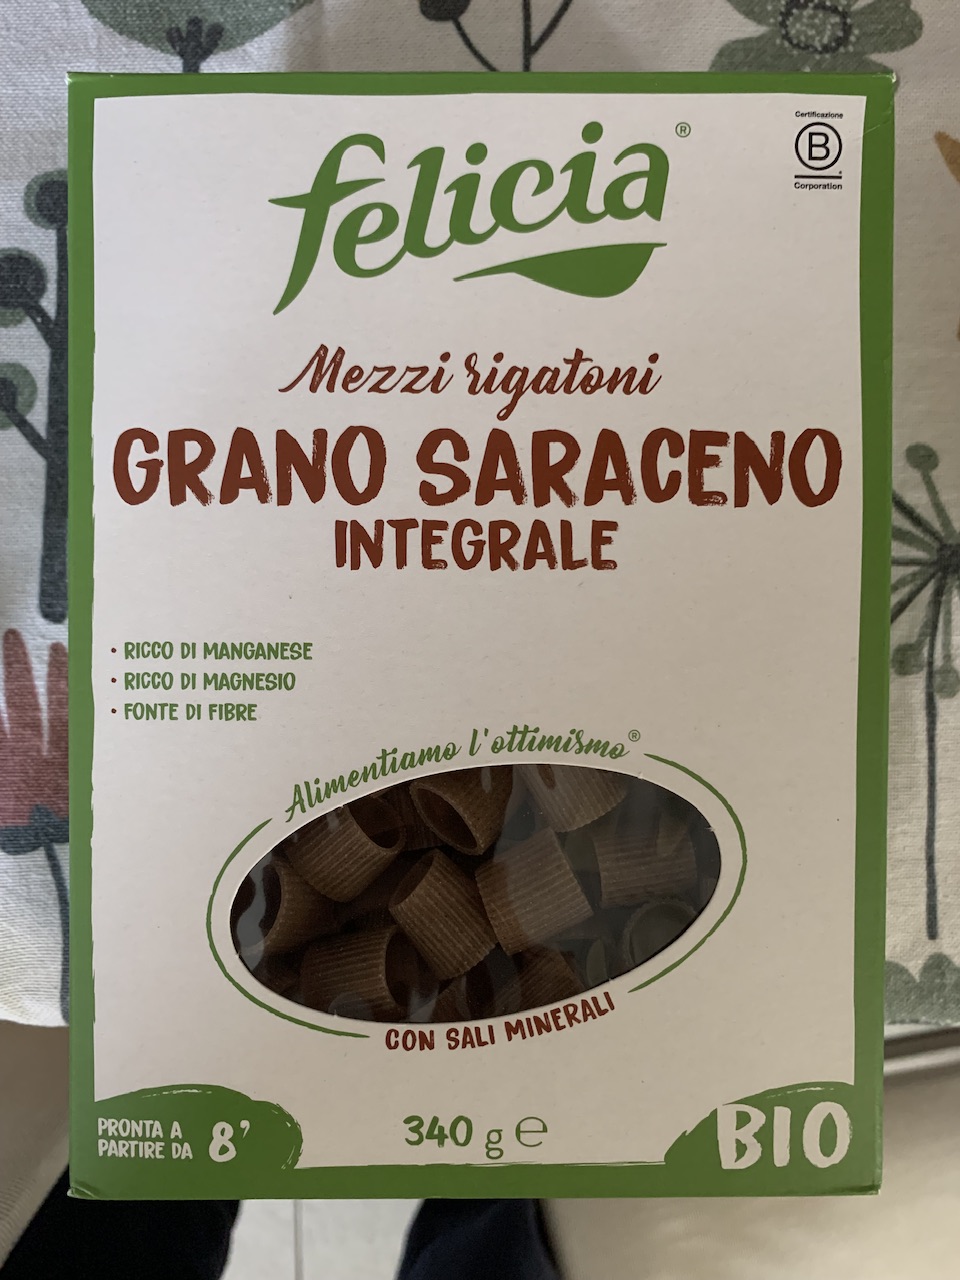 felicia®
Certificazione
B
Corporation
Mezzi rigatoni
GRANO SARACENO
INTEGRALE
• RICCO DI MANGANESE
• RICCO DI MAGNESIO
• FONTE DI FIBRE
Alimentiamo l'ottimismo®
CON SALI MINERALI
PRONTA A
PARTIRE DA 8'
340 g ℮
BIO